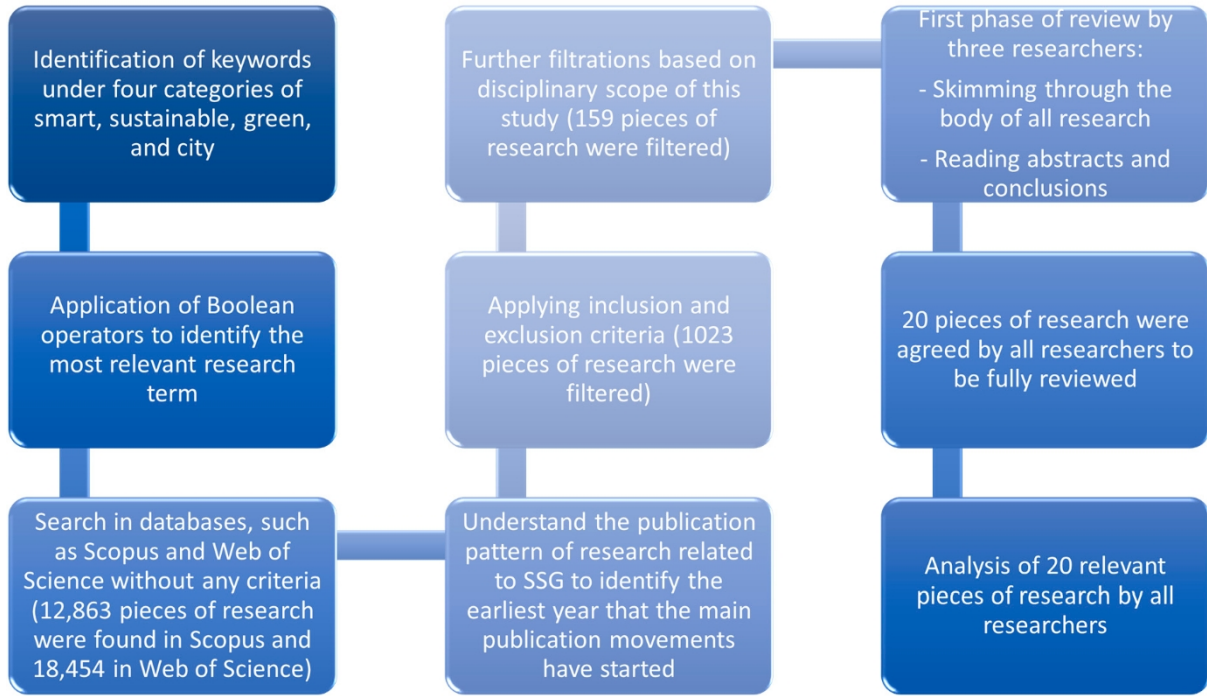 Identification of keywords
under four categories of
smart, sustainable, green,
and city
Application of Boolean
operators to identify the
most relevant research
term
Search in databases, such
as Scopus and Web of
Science without any criteria
(12,863 pieces of research
were found in Scopus and
18,454 in Web of Science)
Understand the publication
pattern of research related
to SSG to identify the
earliest year that the main
publication movements
have started
Applying inclusion and
exclusion criteria (1023
pieces of research were
filtered)
Further filtrations based on
disciplinary scope of this
study (159 pieces of
research were filtered)
First phase of review by
three researchers:
- Skimming through the
body of all research
- Reading abstracts and
conclusions
20 pieces of research were
agreed by all researchers to
be fully reviewed
Analysis of 20 relevant
pieces of research by all
researchers